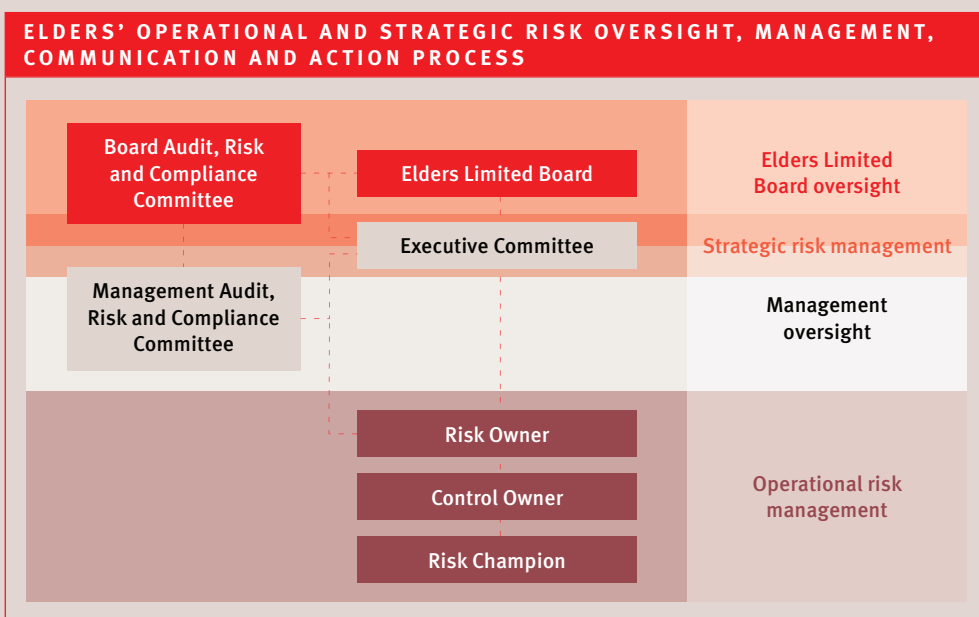 ELDERS’ OPERATIONAL AND STRATEGIC RISK OVERSIGHT, MANAGEMENT,
COMMUNICATION AND ACTION PROCESS
Board Audit, Risk
and Compliance
Committee
Elders Limited Board
Elders Limited
Board oversight
Executive Committee
Strategic risk management
Management Audit,
Risk and Compliance
Committee
Management
oversight
Risk Owner
Control Owner
Risk Champion
Operational risk
management